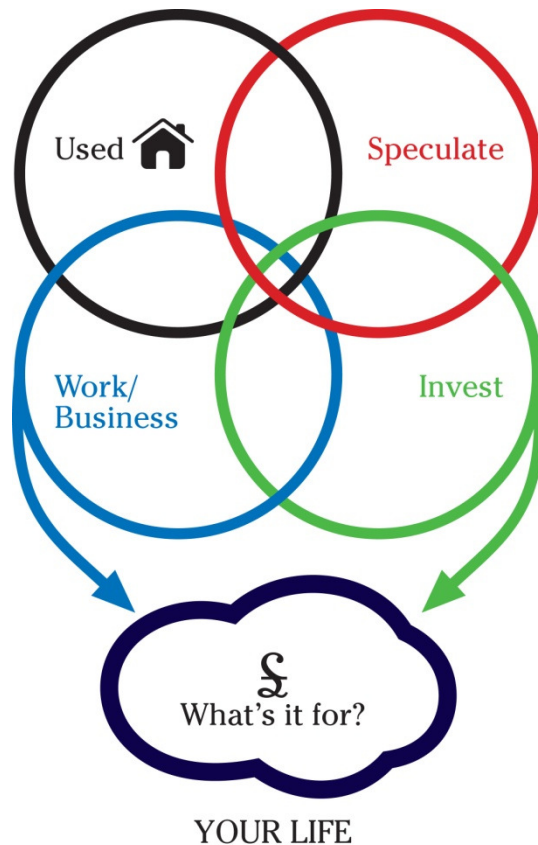 Used
Speculate
Work/
Business
Invest
£
What's it for?
YOUR LIFE